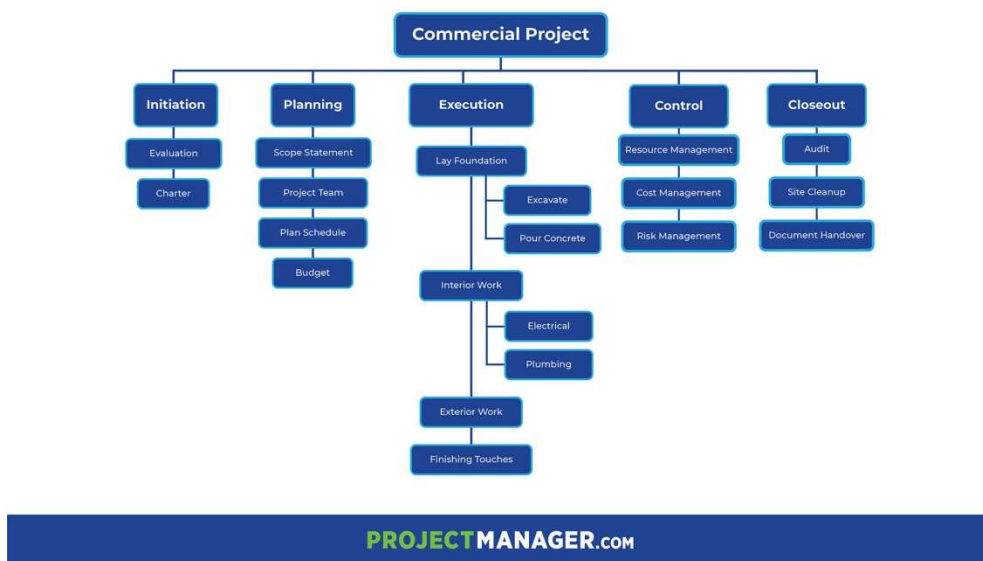 Commercial Project
Initiation
Evaluation
Charter
Planning
Scope Statement
Project Team
Plan Schedule
Budget
Execution
Lay Foundation
Excavate
Pour Concrete
Interior Work
Electrical
Plumbing
Exterior Work
Finishing Touches
Control
Resource Management
Cost Management
Risk Management
Closeout
Audit
Site Cleanup
Document Handover
PROJECTMANAGER.COM